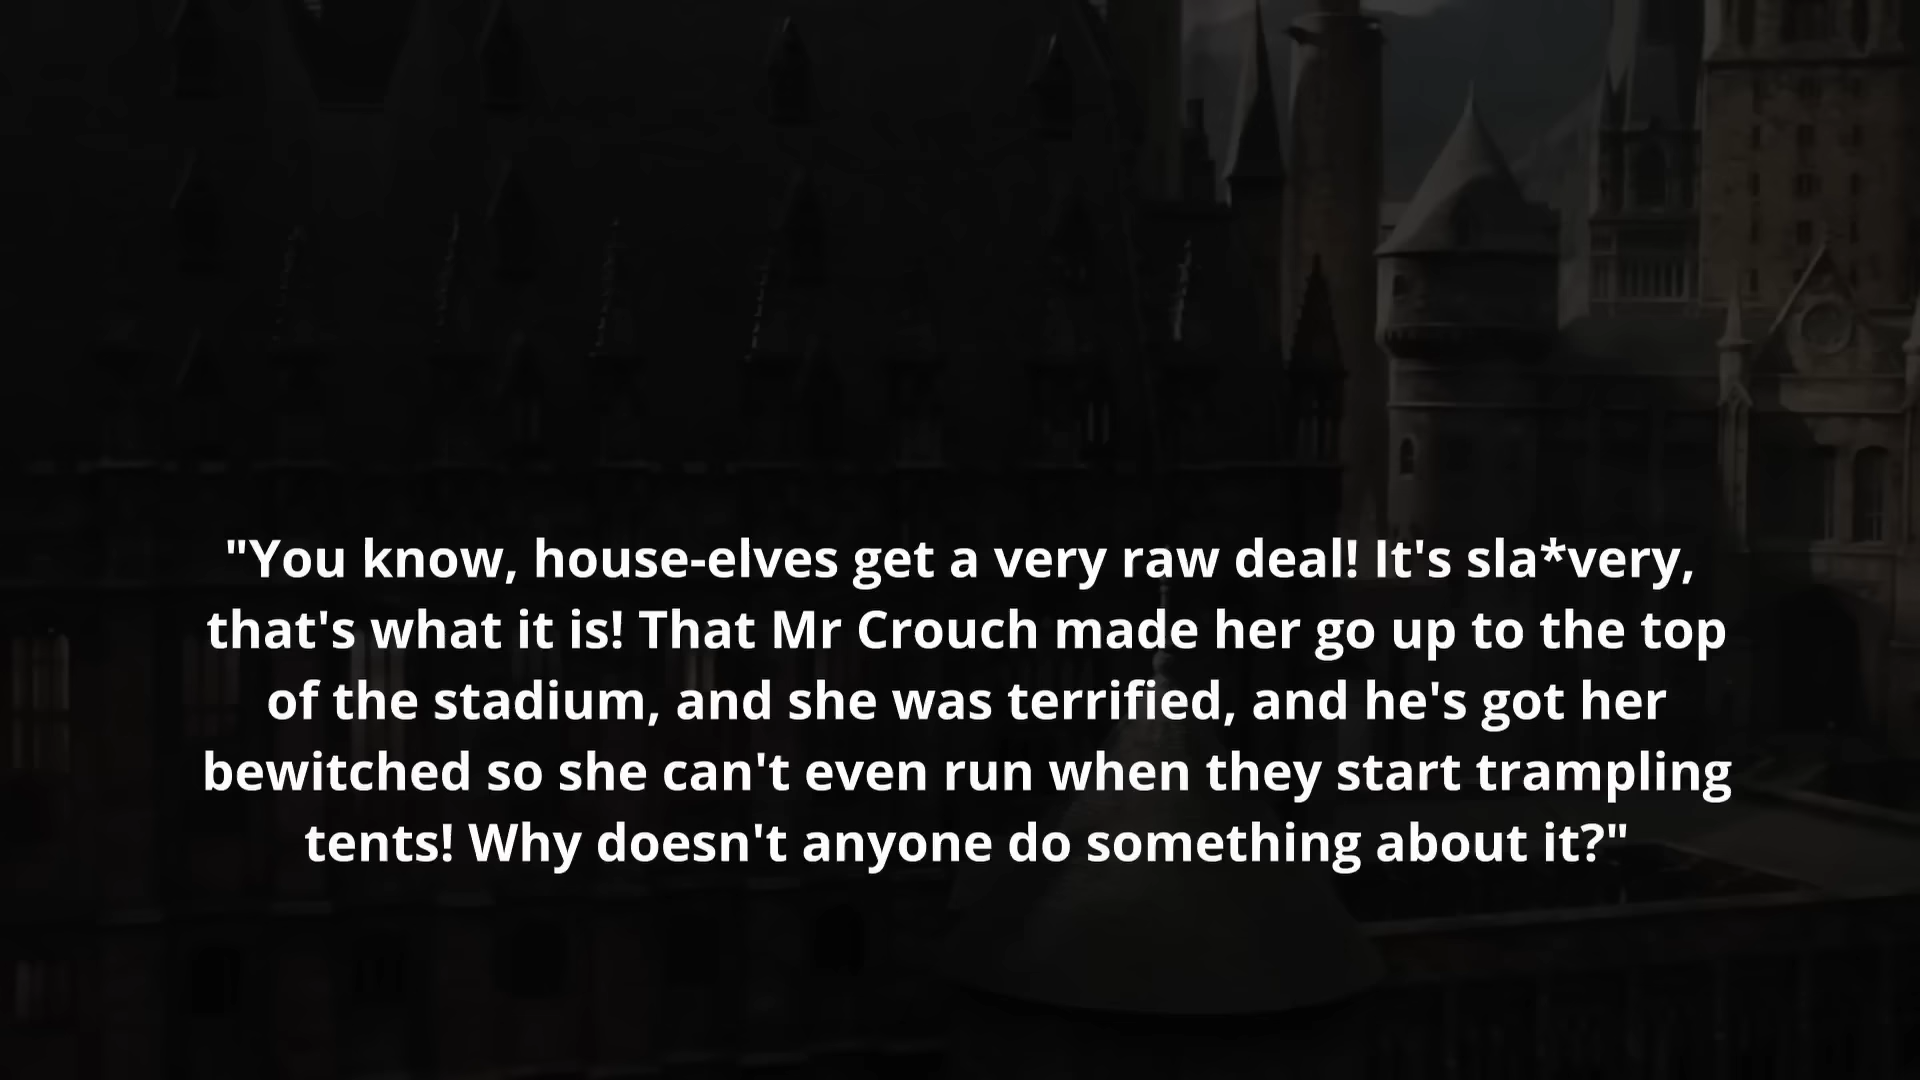 "You know, house-elves get a very raw deal! It's sla*very,
that's what it is! That Mr Crouch made her go up to the top
of the stadium, and she was terrified, and he's got her
bewitched so she can't even run when they start trampling
tents! Why doesn't anyone do something about it?"